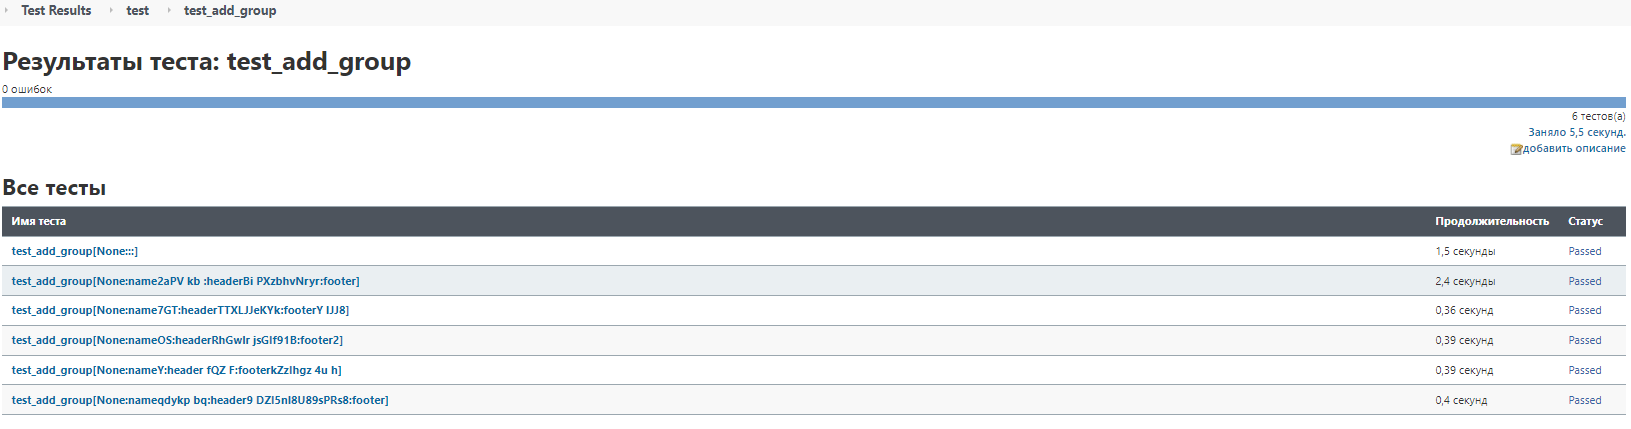 Test Results test test_add_group
Результаты теста: test_add_group
0 ошибок
6 тестов(а)
Заняло 5,5 секунд.
добавить описание
Все тесты
Имя теста Продолжительность Статус
test_add_group[None:::] 1,5 секунды Passed
test_add_group[None:name2aPV kb :headerBi PXzbhvNryr:footer] 2,4 секунды Passed
test_add_group[None:name7GT:headerTTXLJJeKYk:footerY IJJ8] 0,36 секунд Passed
test_add_group[None:nameOS:headerRhGwIr jsGIf91B:footer2] 0,39 секунд Passed
test_add_group[None:nameY:header fQZ F:footerkZzIhgz 4u h] 0,39 секунд Passed
test_add_group[None:nameqdykp bq:header9 DZI5nI8U89sPRs8:footer] 0,4 секунд Passed